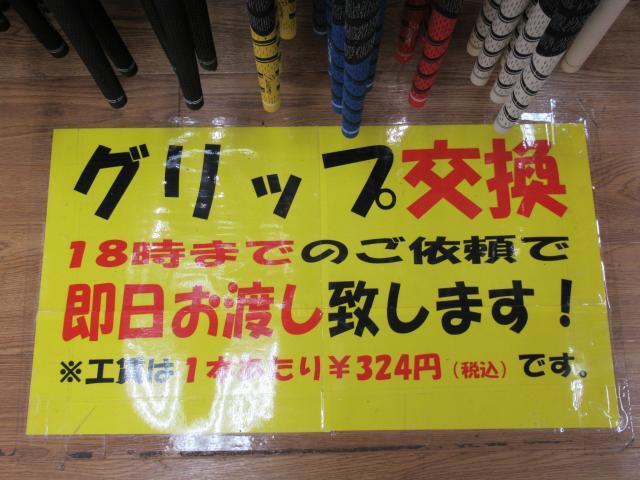 グリップ交換
18時までのご依頼で
即日お渡し致します！
※工賃は1本あたり￥324円（税込）です。